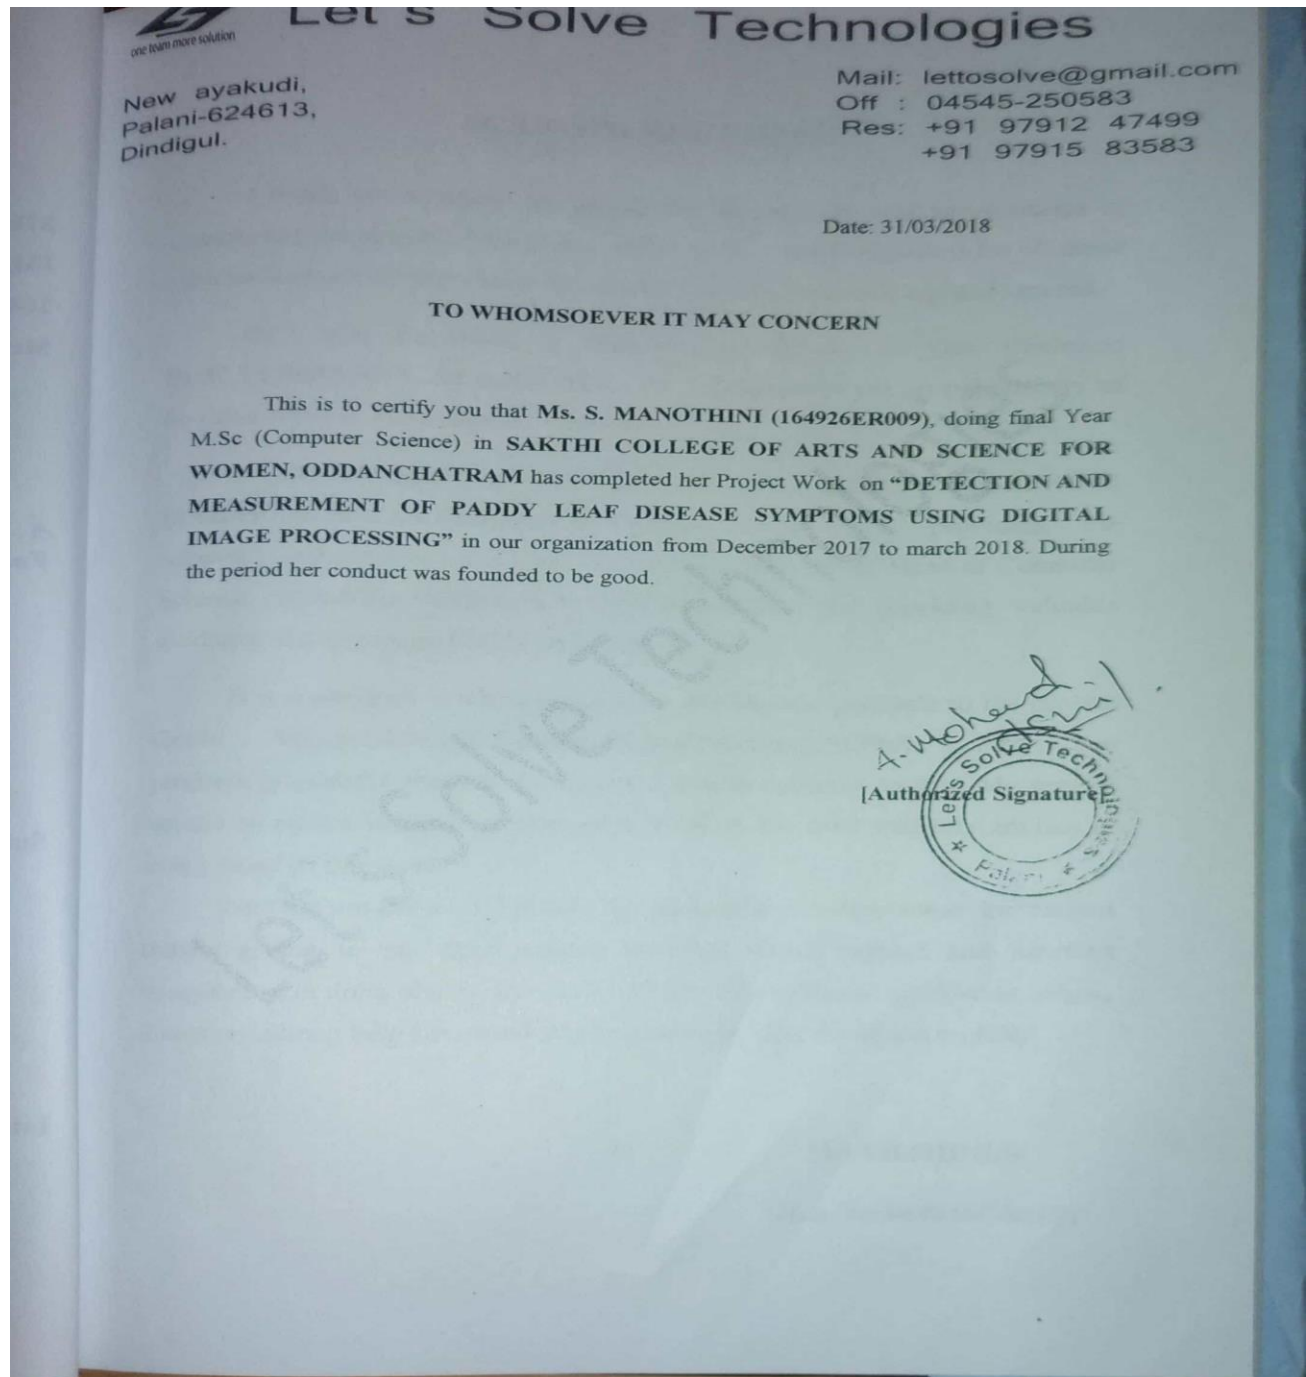 Let's Solve Technologies
one team more solution
New ayakudi,
Palani-624613,
Dindigul.
Mail: lettosolve@gmail.com
Off : 04545-250583
Res: +91 97912 47499
+91 97915 83583
Date: 31/03/2018
TO WHOMSOEVER IT MAY CONCERN
This is to certify you that Ms. S. MANOTHINI (164926ER009), doing final Year
M.Sc (Computer Science) in SAKTHI COLLEGE OF ARTS AND SCIENCE FOR
WOMEN, ODDANCHATRAM has completed her Project Work on “DETECTION AND
MEASUREMENT OF PADDY LEAF DISEASE SYMPTOMS USING DIGITAL
IMAGE PROCESSING” in our organization from December 2017 to march 2018. During
the period her conduct was founded to be good.
Let's Solve Technologies
A. Mohamed
[Authorized Signature]
Let's Solve Technologies
Palani